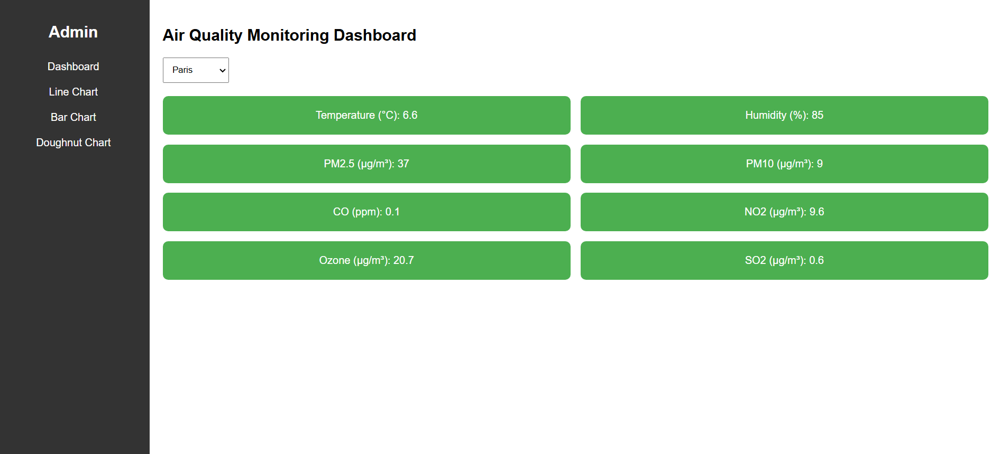 Admin
Dashboard
Line Chart
Bar Chart
Doughnut Chart
Air Quality Monitoring Dashboard
Paris
Temperature (°C): 6.6
Humidity (%): 85
PM2.5 (µg/m³): 37
PM10 (µg/m³): 9
CO (ppm): 0.1
NO2 (µg/m³): 9.6
Ozone (µg/m³): 20.7
SO2 (µg/m³): 0.6